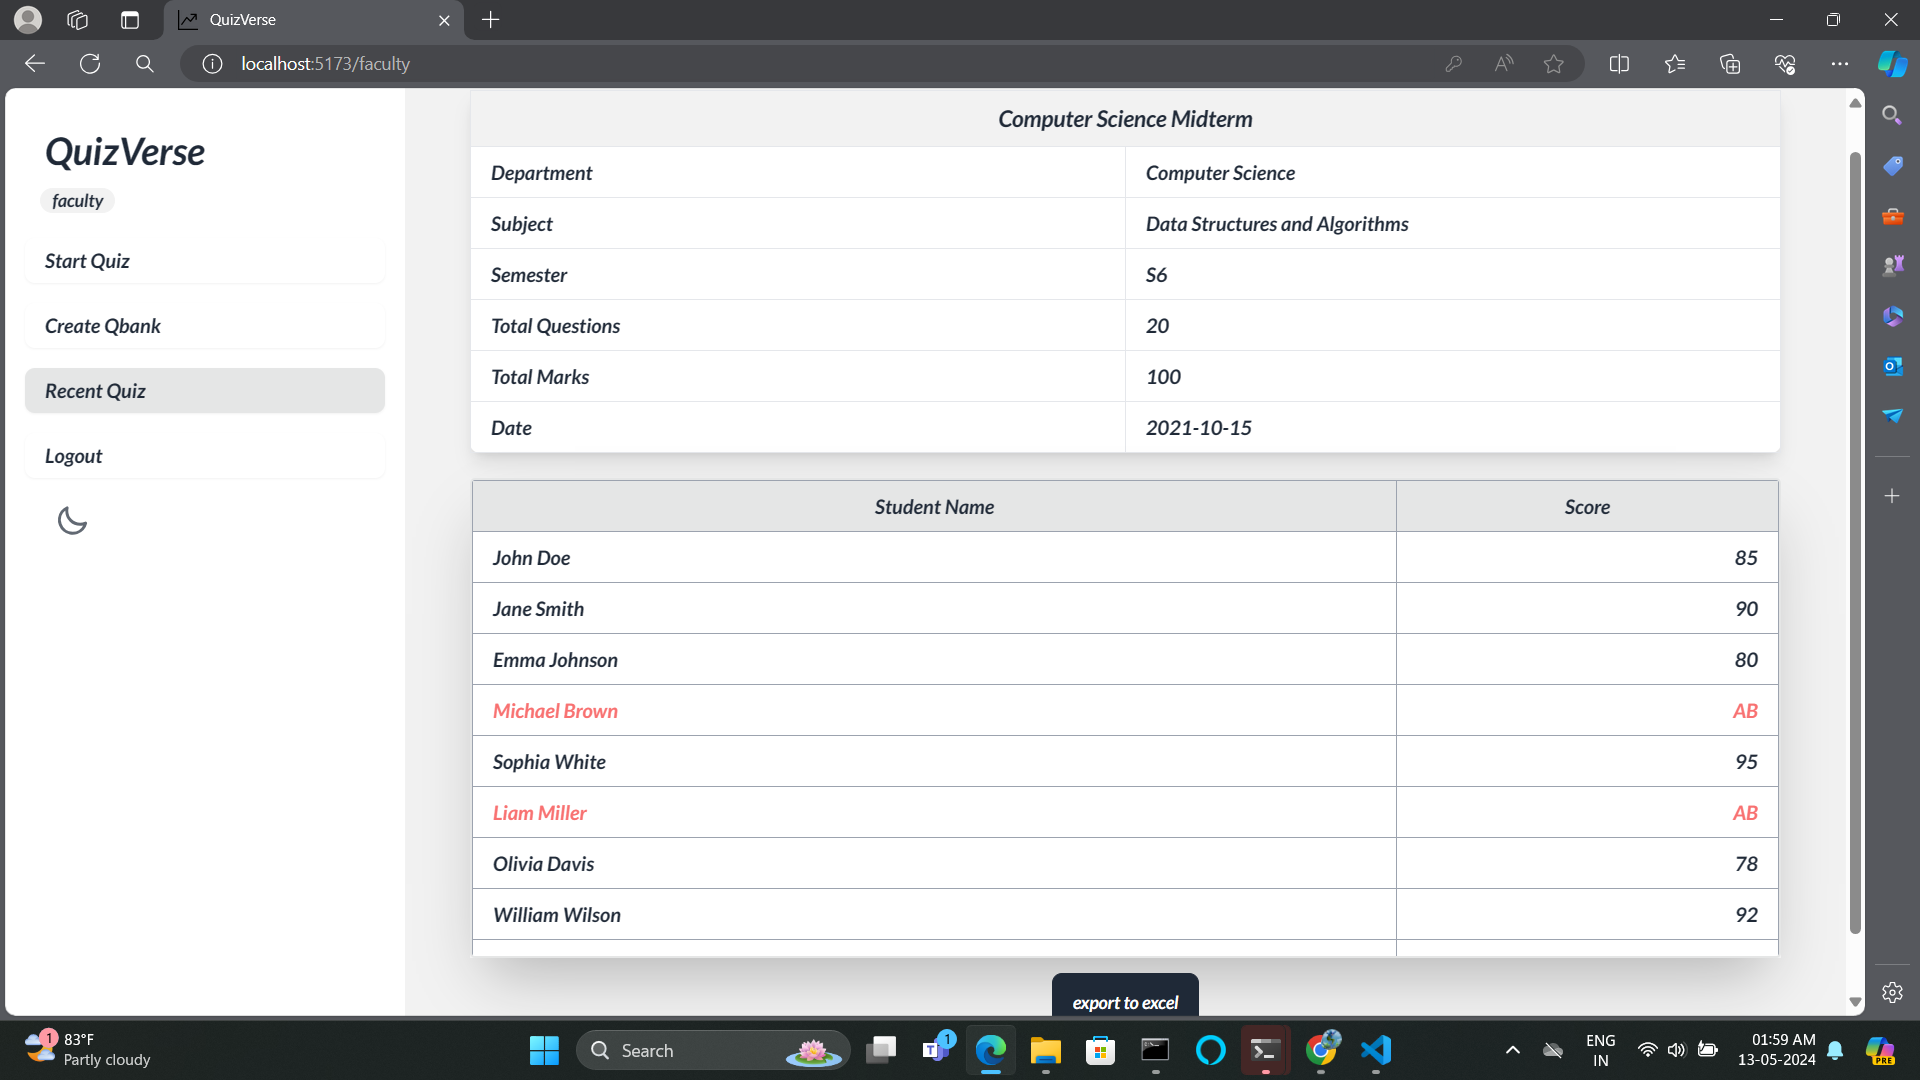 QuizVerse
localhost:5173/faculty
QuizVerse
faculty
Start Quiz
Create Qbank
Recent Quiz
Logout
Computer Science Midterm
Department Computer Science
Subject Data Structures and Algorithms
Semester S6
Total Questions 20
Total Marks 100
Date 2021-10-15
Student Name Score
John Doe 85
Jane Smith 90
Emma Johnson 80
Michael Brown AB
Sophia White 95
Liam Miller AB
Olivia Davis 78
William Wilson 92
export to excel
1
83°F
Partly cloudy
Search
1
ENG
IN
01:59 AM
13-05-2024
PRE